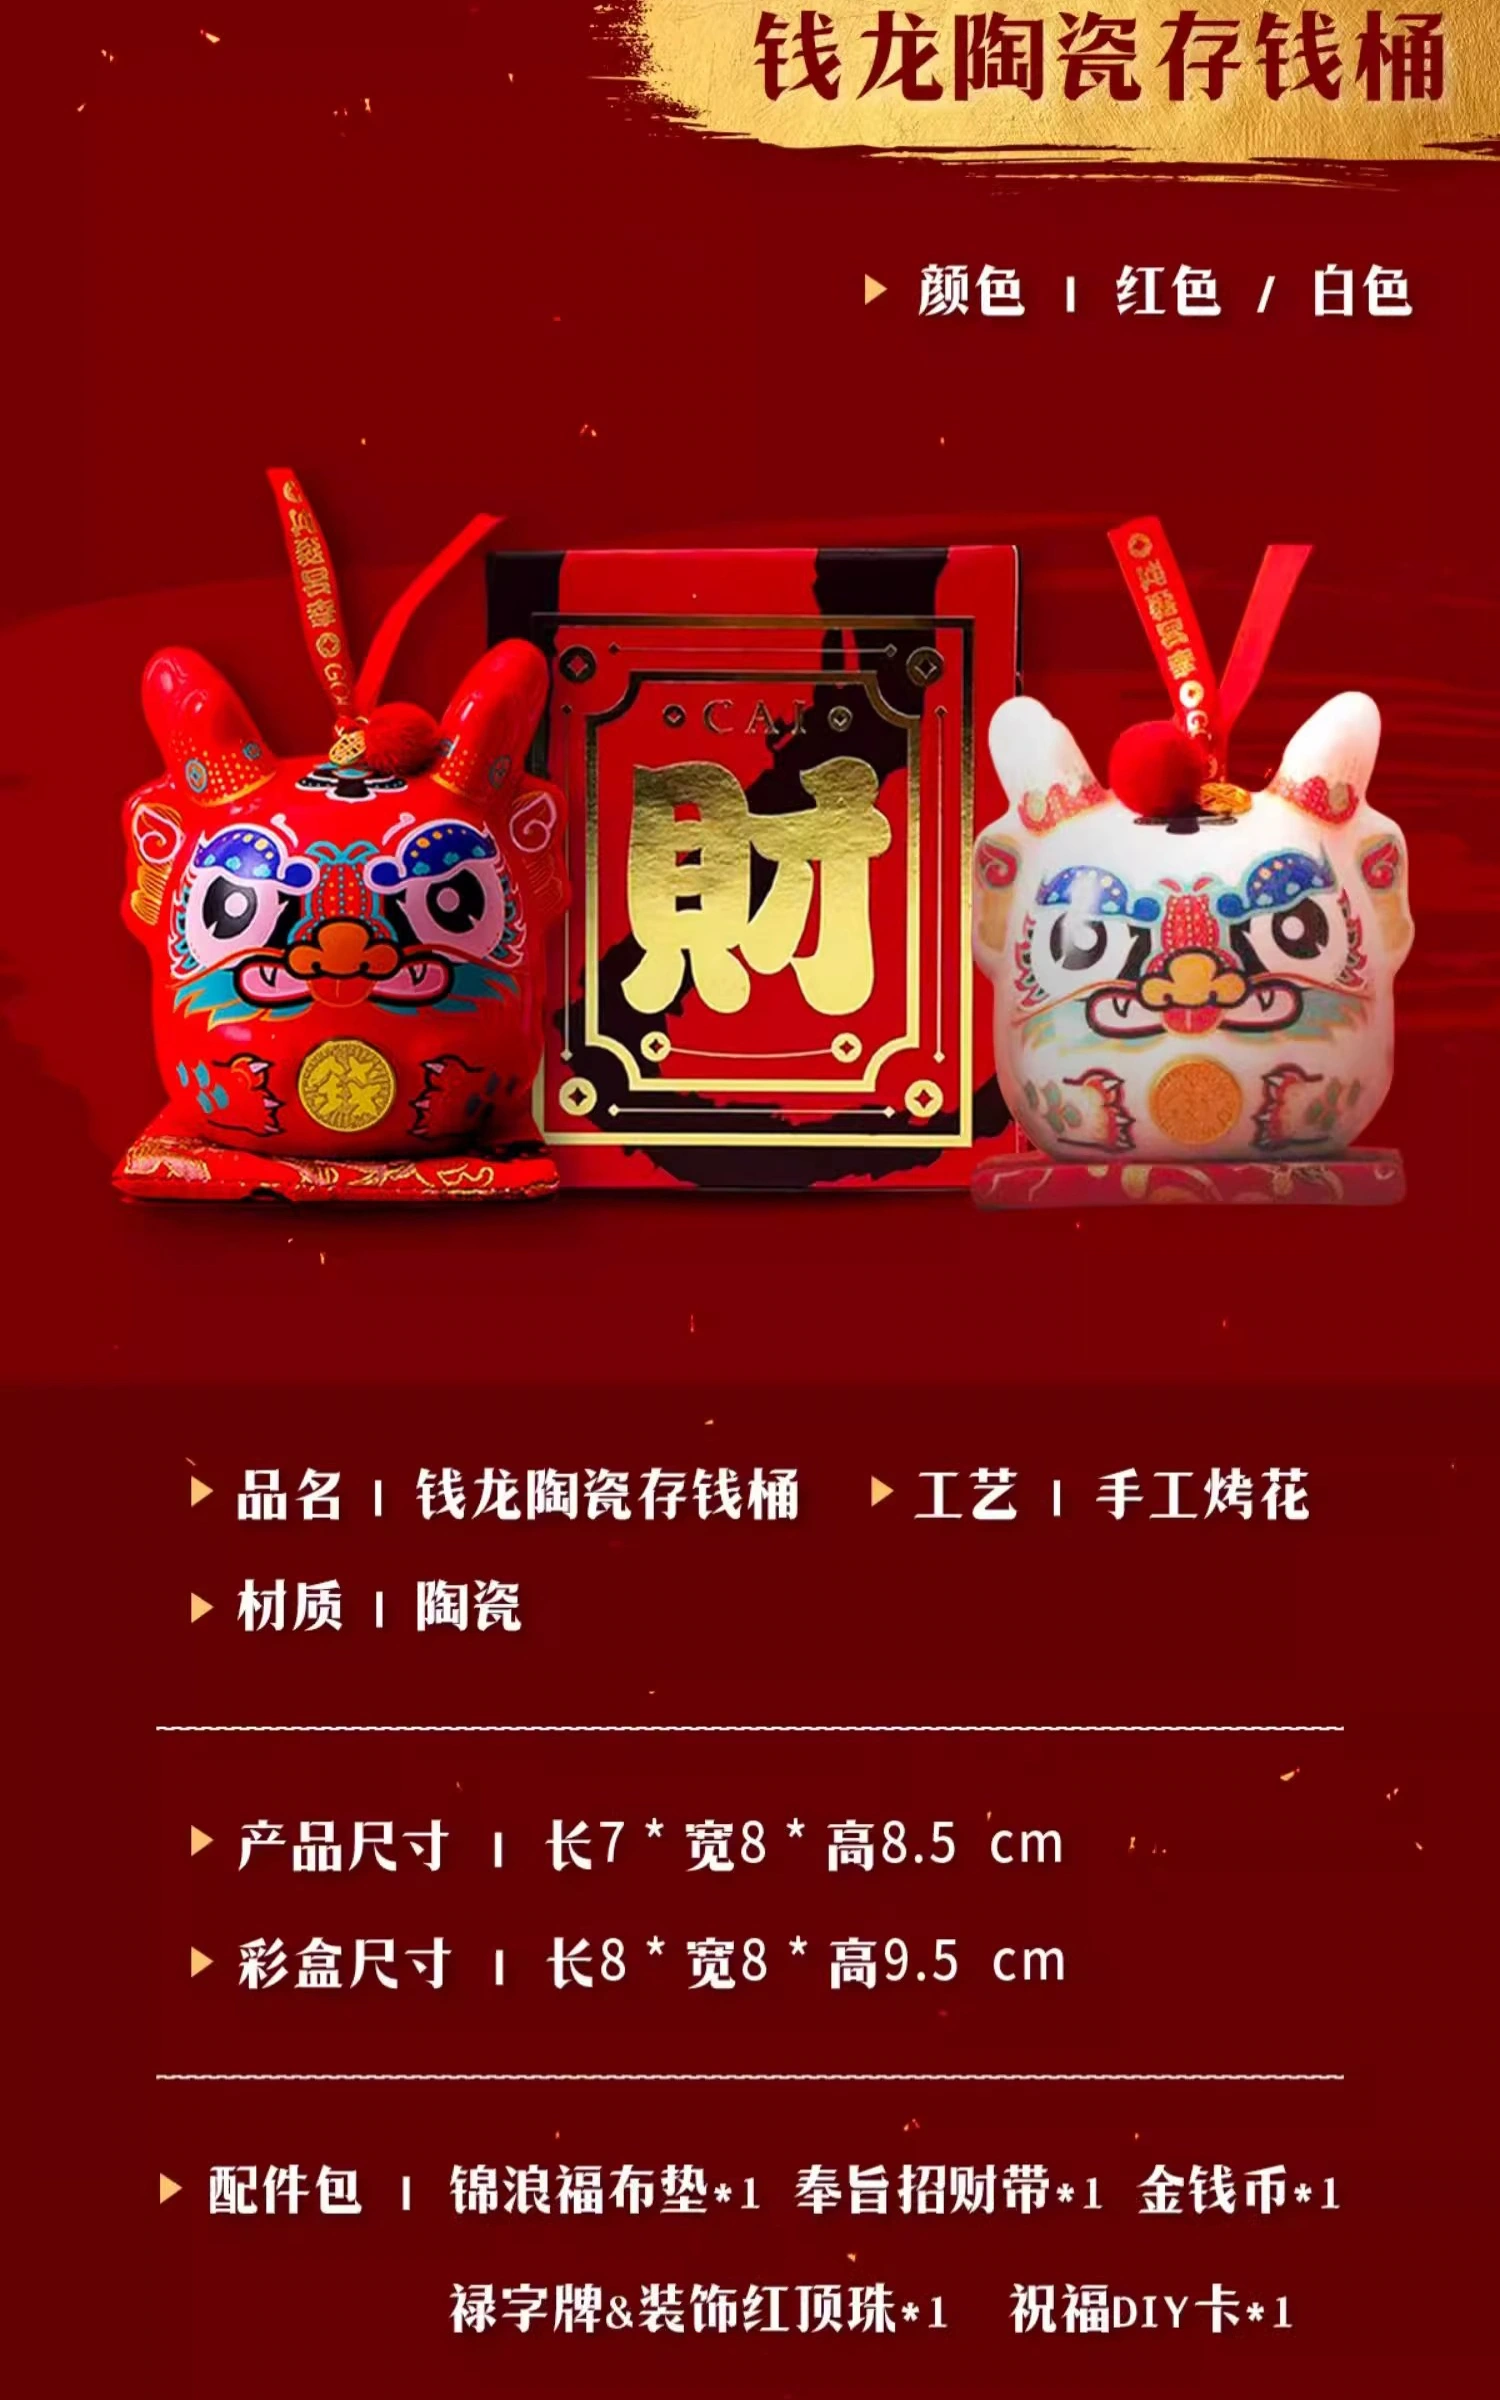 钱龙陶瓷存钱桶
颜色 | 红色 / 白色
CAI
財
钱
品名 | 钱龙陶瓷存钱桶
工艺 | 手工烤花
材质 | 陶瓷
产品尺寸 | 长7 * 宽8 * 高8.5 cm
彩盒尺寸 | 长8 * 宽8 * 高9.5 cm
配件包 | 锦浪福布垫*1 奉旨招财带*1 金钱币*1
禄字牌&装饰红顶珠*1 祝福DIY卡*1